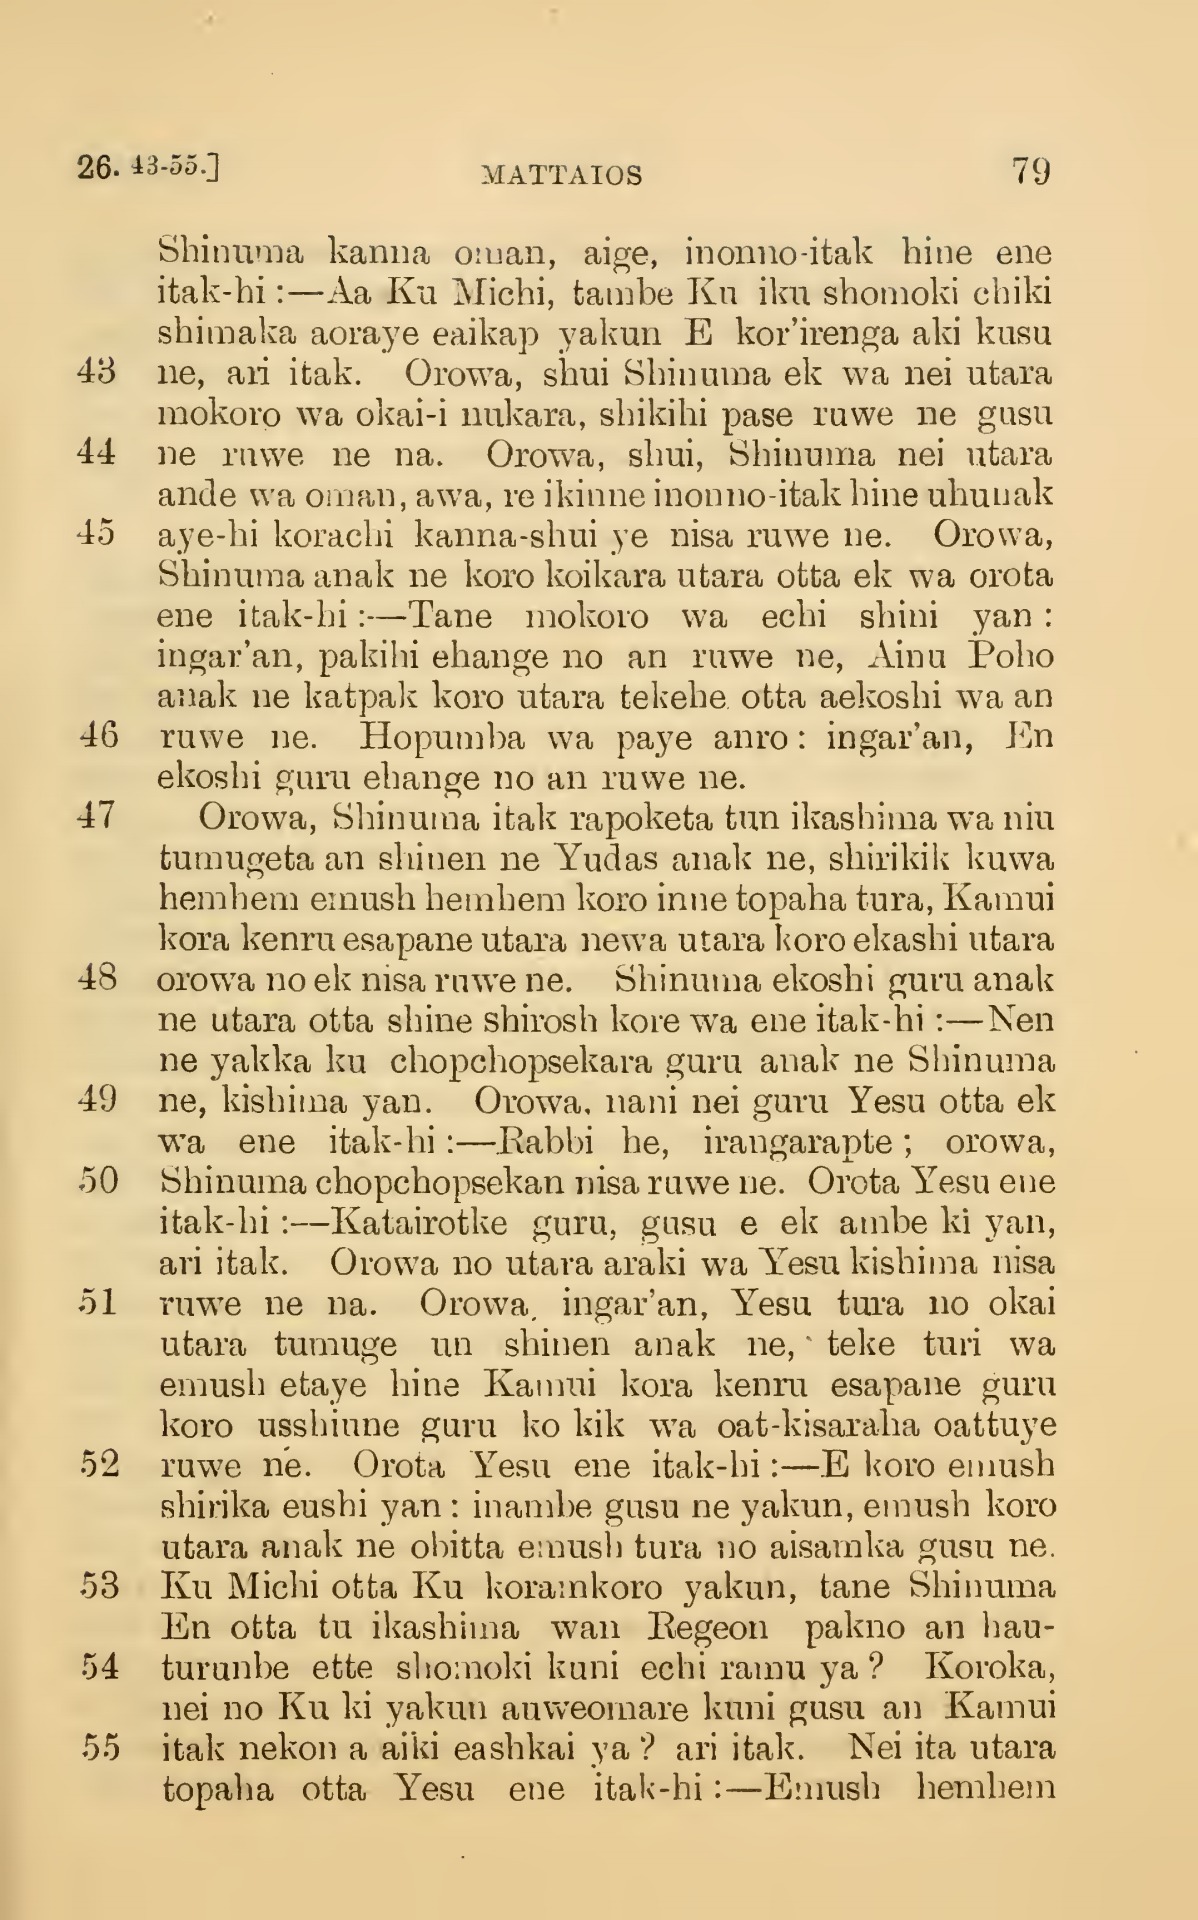 26. 43-55.] MATTAIOS 79
Shinuma kanna oman, aige, inonno-itak hine ene
itak-hi :—Aa Ku Michi, tambe Ku iku shomoki chiki
shimaka aoraye eaikap yakun E kor'irenga aki kusu
43 ne, ari itak. Orowa, shui Shinuma ek wa nei utara
mokoro wa okai-i nukara, shikihi pase ruwe ne gusu
44 ne ruwe ne na. Orowa, shui, Shinuma nei utara
ande wa oman, awa, re ikinne inonno-itak hine uhunak
45 aye-hi korachi kanna-shui ye nisa ruwe ne. Orowa,
Shinuma anak ne koro koikara utara otta ek wa orota
ene itak-hi :—Tane mokoro wa echi shini yan :
ingar'an, pakihi ehange no an ruwe ne, Ainu Poho
anak ne katpak koro utara tekehe otta aekoshi wa an
46 ruwe ne. Hopumba wa paye anro : ingar'an, En
ekoshi guru ehange no an ruwe ne.
47 Orowa, Shinuma itak rapoketa tun ikashima wa niu
tumugeta an shinen ne Yudas anak ne, shirikik kuwa
hemhem emush hemhem koro inne topaha tura, Kamui
kora kenru esapane utara newa utara koro ekashi utara
48 orowa no ek nisa ruwe ne. Shinuma ekoshi guru anak
ne utara otta shine shirosh kore wa ene itak-hi :—Nen
ne yakka ku chopchopsekara guru anak ne Shinuma
49 ne, kishima yan. Orowa, nani nei guru Yesu otta ek
wa ene itak-hi :—Rabbi he, irangarapte ; orowa,
50 Shinuma chopchopsekan nisa ruwe ne. Orota Yesu ene
itak-hi :—Katairotke guru, gusu e ek ambe ki yan,
ari itak. Orowa no utara araki wa Yesu kishima nisa
51 ruwe ne na. Orowa, ingar'an, Yesu tura no okai
utara tumuge un shinen anak ne, teke turi wa
emush etaye hine Kamui kora kenru esapane guru
koro usshiune guru ko kik wa oat-kisaraha oattuye
52 ruwe ne. Orota Yesu ene itak-hi :—E koro emush
shirika eushi yan : inambe gusu ne yakun, emush koro
utara anak ne obitta emush tura no aisamka gusu ne.
53 Ku Michi otta Ku koramkoro yakun, tane Shinuma
En otta tu ikashima wan Regeon pakno an hau-
54 turunbe ette shomoki kuni echi ramu ya ? Koroka,
nei no Ku ki yakun auweomare kuni gusu an Kamui
55 itak nekon a aiki eashkai ya ? ari itak. Nei ita utara
topaha otta Yesu ene itak-hi :—Emush hemhem